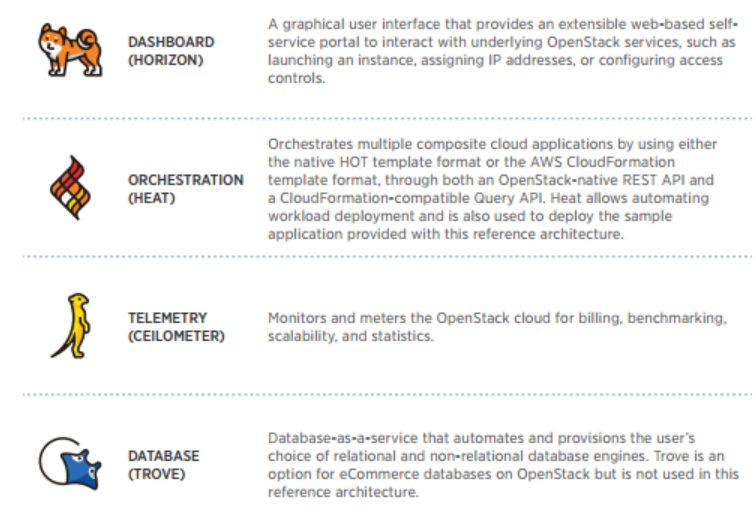 DASHBOARD
(HORIZON)
A graphical user interface that provides an extensible web-based self-
service portal to interact with underlying OpenStack services, such as
launching an instance, assigning IP addresses, or configuring access
controls.
ORCHESTRATION
(HEAT)
Orchestrates multiple composite cloud applications by using either
the native HOT template format or the AWS CloudFormation
template format, through both an OpenStack-native REST API and
a CloudFormation-compatible Query API. Heat allows automating
workload deployment and is also used to deploy the sample
application provided with this reference architecture.
TELEMETRY
(CEILOMETER)
Monitors and meters the OpenStack cloud for billing, benchmarking,
scalability, and statistics.
DATABASE
(TROVE)
Database-as-a-service that automates and provisions the user's
choice of relational and non-relational database engines. Trove is an
option for eCommerce databases on OpenStack but is not used in this
reference architecture.